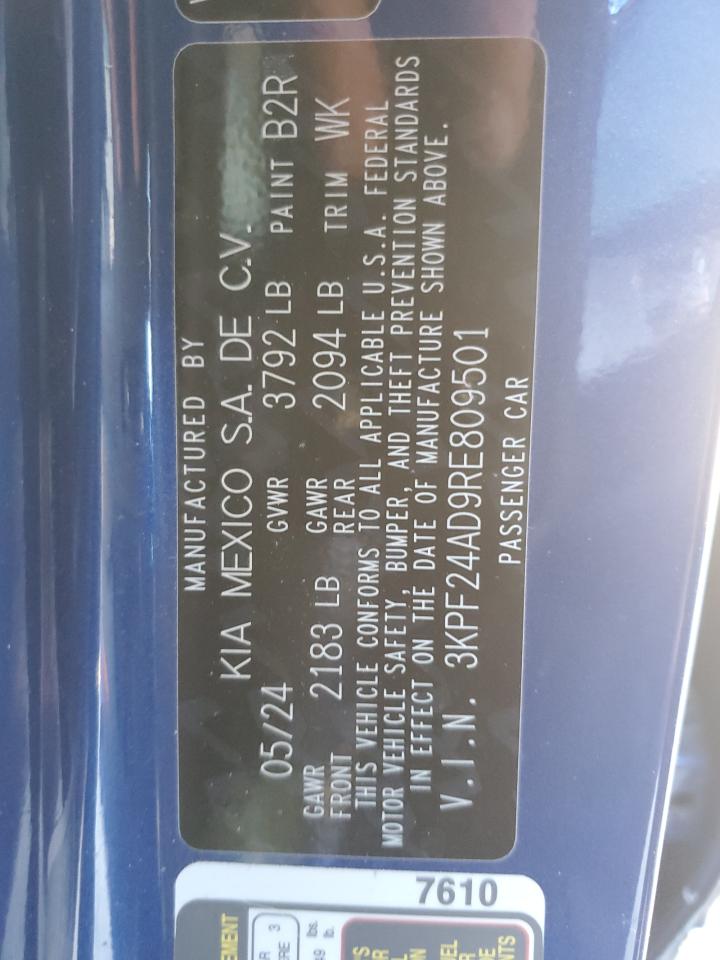 MANUFACTURED BY
KIA MEXICO S.A. DE C.V.
05/24 GVWR 3792 LB PAINT B2R
GAWR FRONT 2183 LB GAWR REAR 2094 LB TRIM WK
THIS VEHICLE CONFORMS TO ALL APPLICABLE U.S.A. FEDERAL
MOTOR VEHICLE SAFETY, BUMPER, AND THEFT PREVENTION STANDARDS
IN EFFECT ON THE DATE OF MANUFACTURE SHOWN ABOVE.
V.I.N. 3KPF24AD9RE809501
PASSENGER CAR
7610